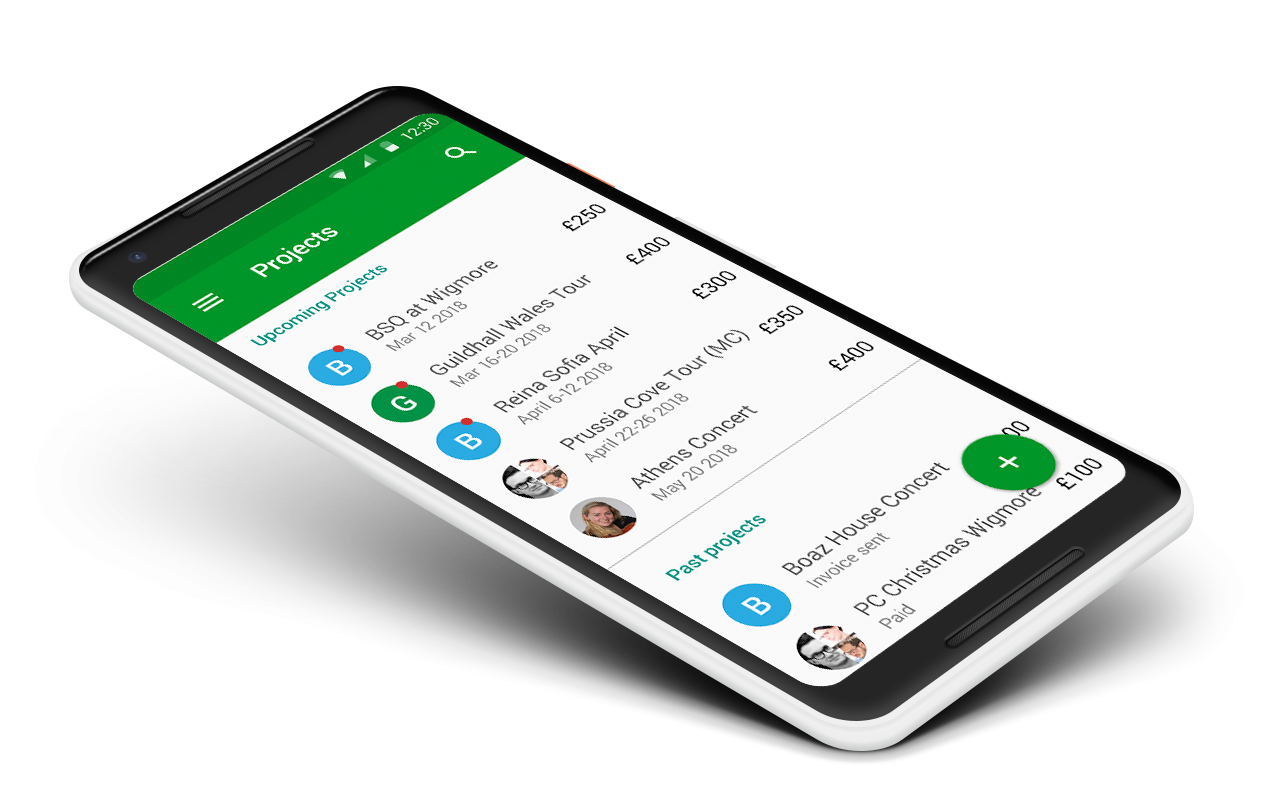 12:30
Projects
Upcoming Projects
B
BSQ at Wigmore
£250
Mar 12 2018
G
Guildhall Wales Tour
£400
Mar 16-20 2018
B
Reina Sofia April
£300
April 6-12 2018
Prussia Cove Tour (MC)
£350
April 22-26 2018
Athens Concert
£400
May 20 2018
Past projects
B
Boaz House Concert
00
Invoice sent
PC Christmas Wigmore
£100
Paid